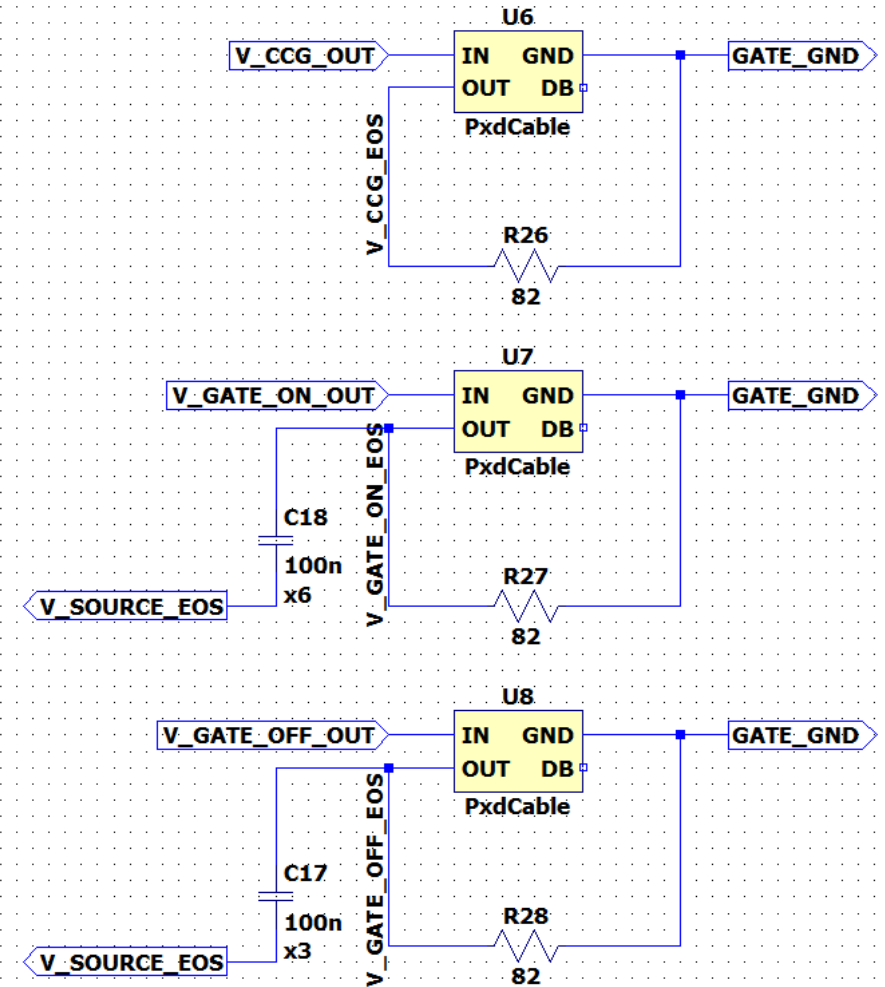 U6
V_CCG_OUT
IN GND
GATE_GND
OUT DB
PxdCable
V_CCG_EOS
R26
82
U7
V_GATE_ON_OUT
IN GND
GATE_GND
OUT DB
PxdCable
V_GATE_ON_EOS
C18
100n
x6
V_SOURCE_EOS
R27
82
U8
V_GATE_OFF_OUT
IN GND
GATE_GND
OUT DB
PxdCable
V_GATE_OFF_EOS
C17
100n
x3
V_SOURCE_EOS
R28
82